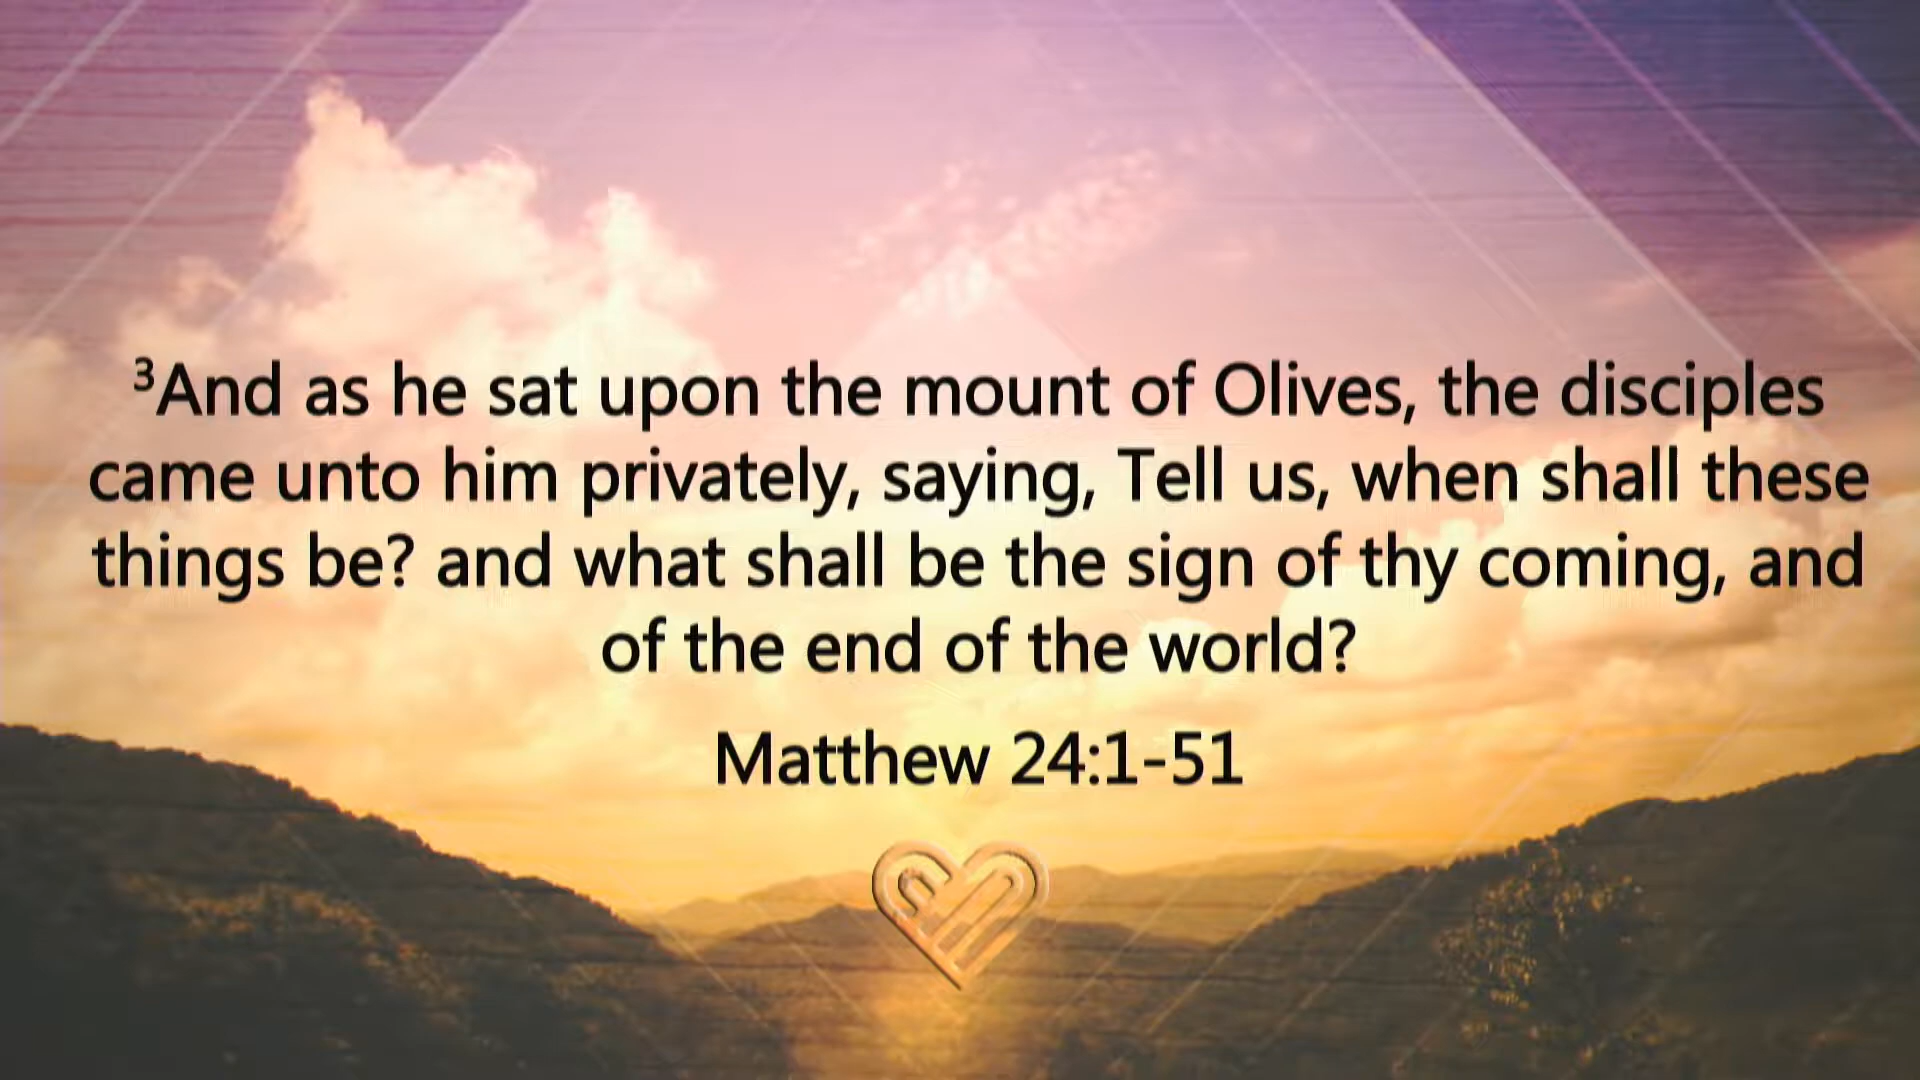 ³And as he sat upon the mount of Olives, the disciples
came unto him privately, saying, Tell us, when shall these
things be? and what shall be the sign of thy coming, and
of the end of the world?
Matthew 24:1-51